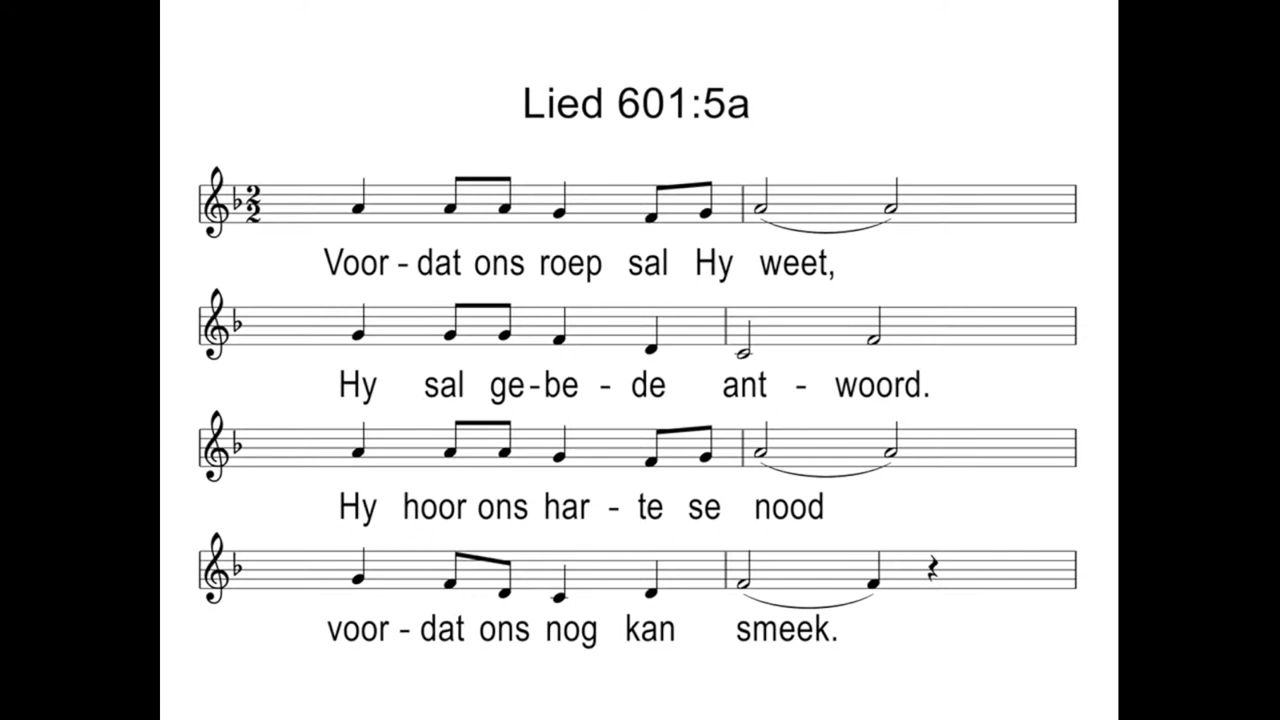 Lied 601:5a
Voor - dat ons roep sal Hy weet,
Hy sal ge - be - de ant - woord.
Hy hoor ons har - te se nood
voor - dat ons nog kan smeek.